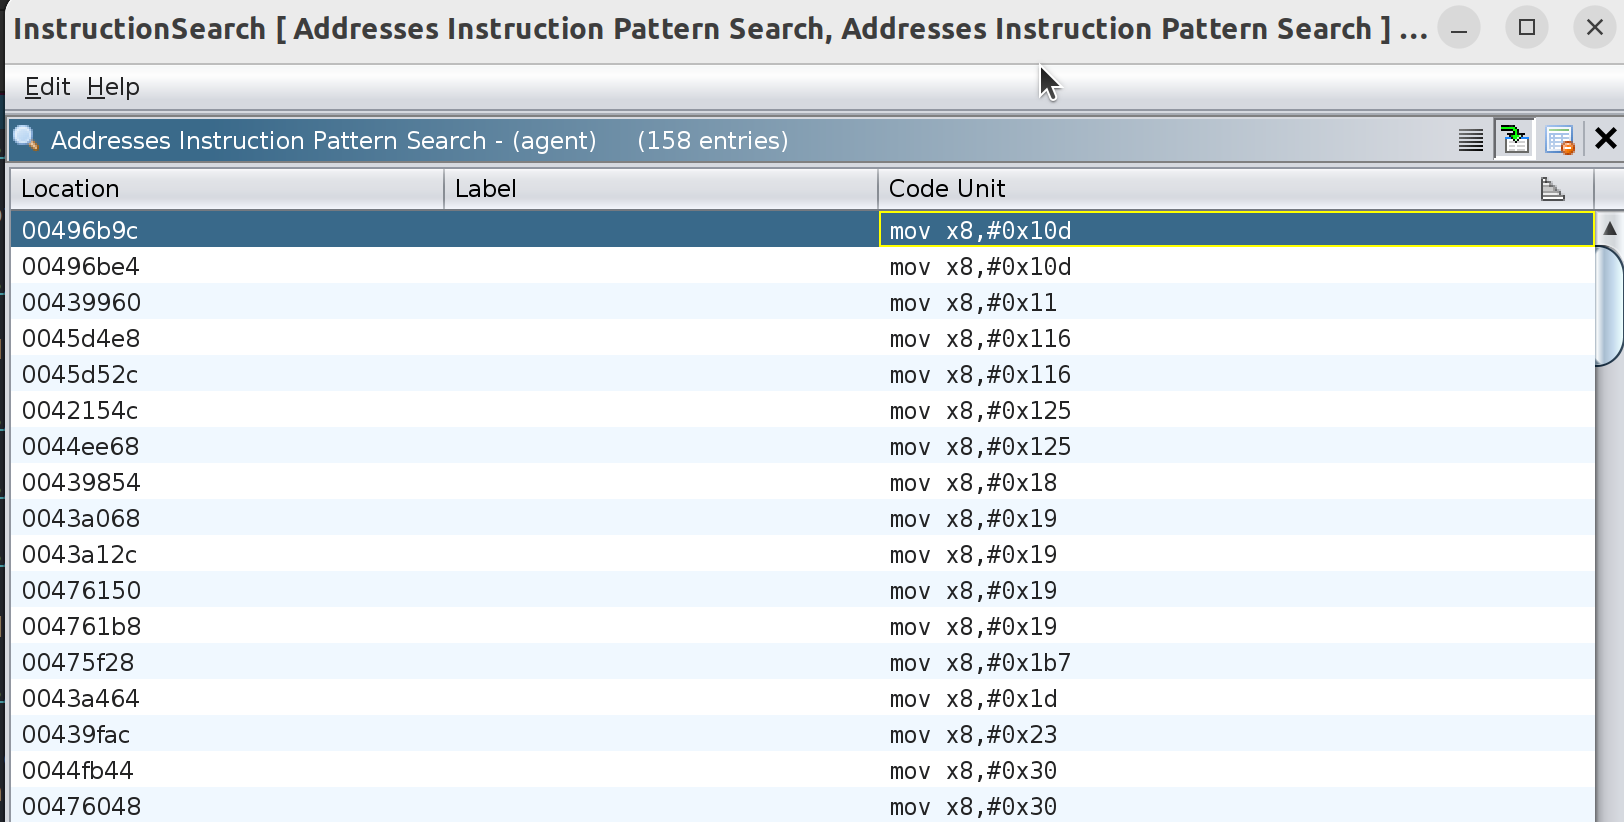 InstructionSearch [ Addresses Instruction Pattern Search, Addresses Instruction Pattern Search ] ...
Edit Help
Addresses Instruction Pattern Search - (agent) (158 entries)
Location Label Code Unit
00496b9c mov x8,#0x10d
00496be4 mov x8,#0x10d
00439960 mov x8,#0x11
0045d4e8 mov x8,#0x116
0045d52c mov x8,#0x116
0042154c mov x8,#0x125
0044ee68 mov x8,#0x125
00439854 mov x8,#0x18
0043a068 mov x8,#0x19
0043a12c mov x8,#0x19
00476150 mov x8,#0x19
004761b8 mov x8,#0x19
00475f28 mov x8,#0x1b7
0043a464 mov x8,#0x1d
00439fac mov x8,#0x23
0044fb44 mov x8,#0x30
00476048 mov x8,#0x30